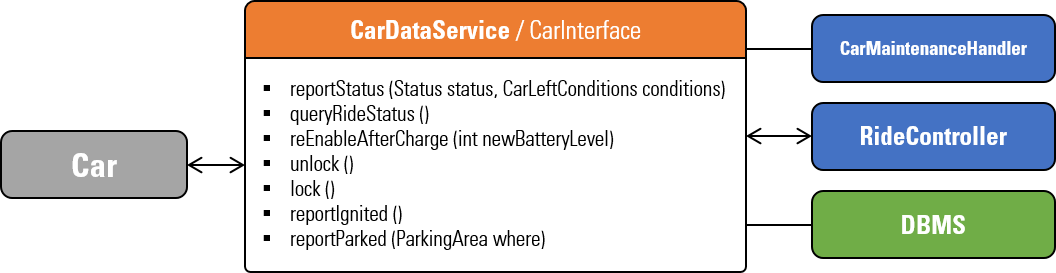 CarDataService / CarInterface
▪ reportStatus (Status status, CarLeftConditions conditions)
▪ queryRideStatus ()
▪ reEnableAfterCharge (int newBatteryLevel)
▪ unlock ()
▪ lock ()
▪ reportIgnited ()
▪ reportParked (ParkingArea where)
Car
CarMaintenanceHandler
RideController
DBMS